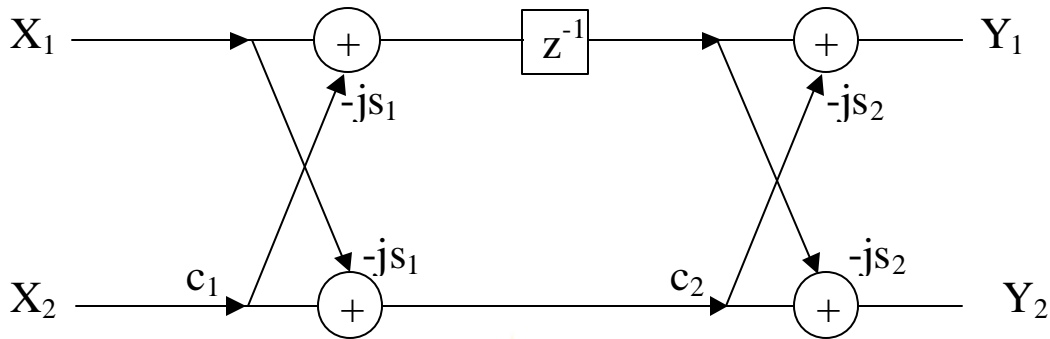 X₁ + z⁻¹ + Y₁
-js₁ -js₂
c₁ -js₁ c₂ -js₂
X₂ + + Y₂